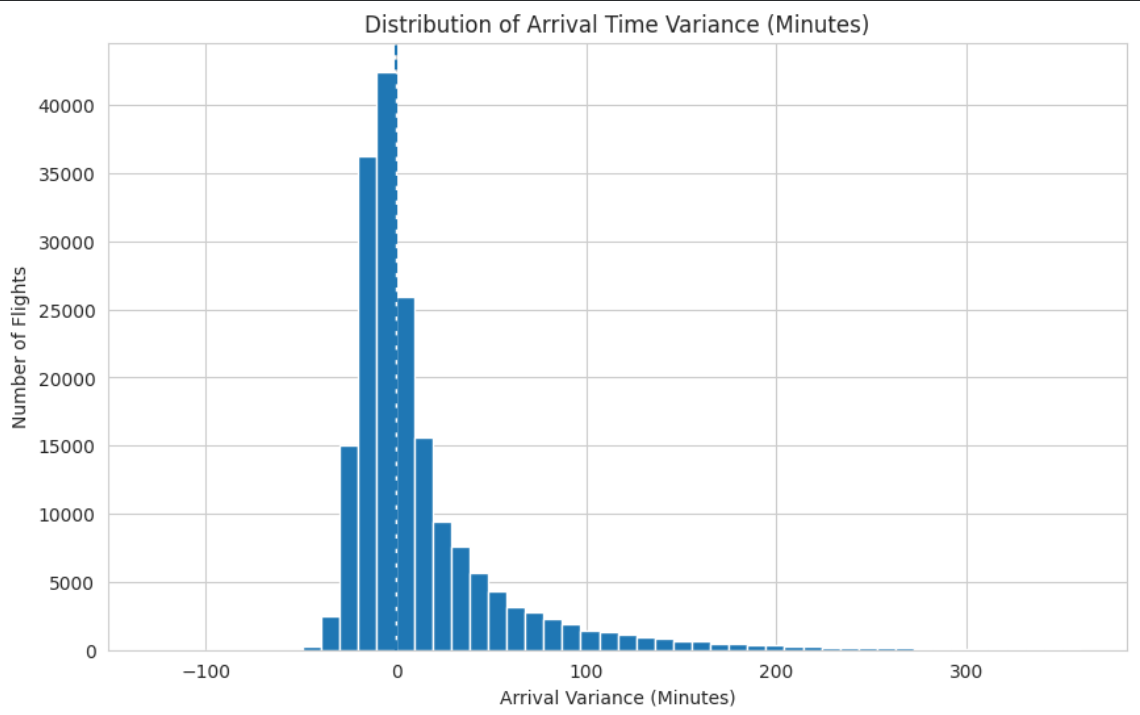 Distribution of Arrival Time Variance (Minutes)
Number of Flights
40000
35000
30000
25000
20000
15000
10000
5000
0
−100 0 100 200 300
Arrival Variance (Minutes)